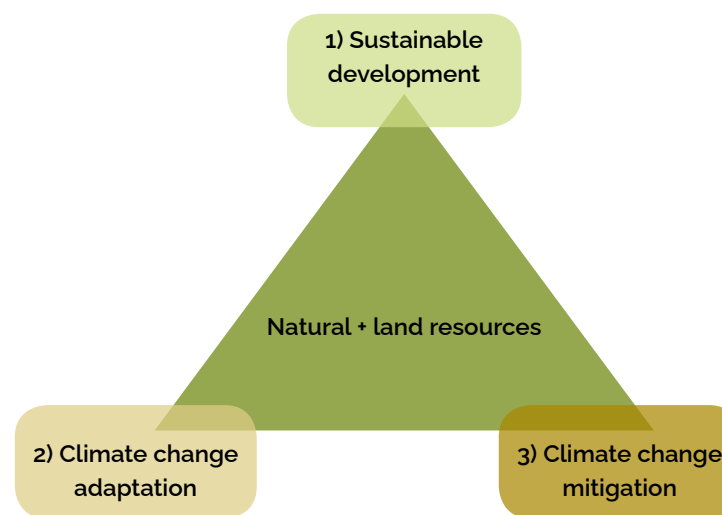 1) Sustainable
development
Natural + land resources
2) Climate change
adaptation
3) Climate change
mitigation